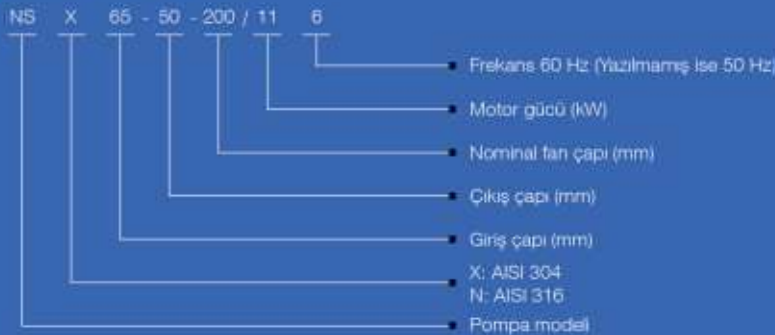 NS X 65 - 50 - 200 / 11 6
Frekans 60 Hz (Yazılmamış ise 50 Hz)
Motor gücü (kW)
Nominal fan çapı (mm)
Çıkış çapı (mm)
Giriş çapı (mm)
X: AISI 304
N: AISI 316
Pompa modeli